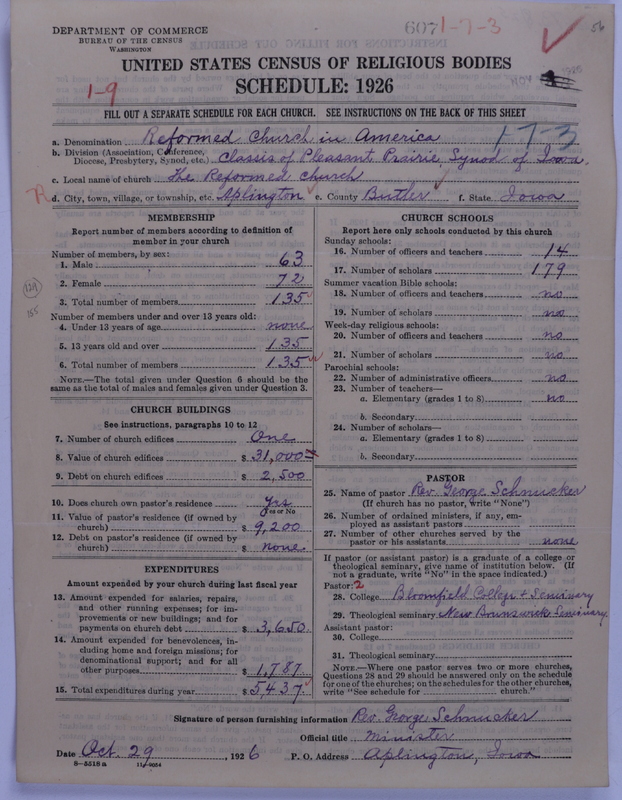 DEPARTMENT OF COMMERCE
BUREAU OF THE CENSUS
WASHINGTON
6071-7-3
56
UNITED STATES CENSUS OF RELIGIOUS BODIES
SCHEDULE: 1926
1-9
FILL OUT A SEPARATE SCHEDULE FOR EACH CHURCH. SEE INSTRUCTIONS ON THE BACK OF THIS SHEET
17-3
a. Denomination Reformed Church in America
b. Division (Association, Conference, Diocese, Presbytery, Synod, etc.) Classis of Pleasant Prairie, Synod of Iowa.
c. Local name of church The Reformed Church
d. City, town, village, or township, etc. Aplington e. County Butler f. State Iowa
MEMBERSHIP
Report number of members according to definition of
member in your church
Number of members, by sex:
1. Male 63
2. Female 72
3. Total number of members 135
Number of members under and over 13 years old:
4. Under 13 years of age none
5. 13 years old and over 135
6. Total number of members 135
NOTE.—The total given under Question 6 should be the
same as the total of males and females given under Question 3.
CHURCH BUILDINGS
See instructions, paragraphs 10 to 12
7. Number of church edifices One
8. Value of church edifices $ 31,000
9. Debt on church edifices $ 2,500
10. Does church own pastor's residence Yes
Yes or No
11. Value of pastor's residence (if owned by
church) $ 9,200
12. Debt on pastor's residence (if owned by
church) $ none
EXPENDITURES
Amount expended by your church during last fiscal year
13. Amount expended for salaries, repairs,
and other running expenses; for im-
provements or new buildings; and for
payments on church debt $ 3,650
14. Amount expended for benevolences, in-
cluding home and foreign missions; for
denominational support; and for all
other purposes $ 1,787
15. Total expenditures during year $ 5437
CHURCH SCHOOLS
Report here only schools conducted by this church
Sunday schools:
16. Number of officers and teachers 14
17. Number of scholars 179
Summer vacation Bible schools:
18. Number of officers and teachers no
19. Number of scholars no
Week-day religious schools:
20. Number of officers and teachers no
21. Number of scholars no
Parochial schools:
22. Number of administrative officers no
23. Number of teachers—
a. Elementary (grades 1 to 8) no
b. Secondary
24. Number of scholars—
a. Elementary (grades 1 to 8)
b. Secondary
PASTOR
25. Name of pastor Rev. George Schnucker
(If church has no pastor, write "None")
26. Number of ordained ministers, if any, em-
ployed as assistant pastors
27. Number of other churches served by the
pastor or his assistants none
If pastor (or assistant pastor) is a graduate of a college or
theological seminary, give name of institution below. (If
not a graduate, write "No" in the space indicated.)
Pastor: 2
28. College Bloomfield College + Seminary
29. Theological seminary New Brunswick Seminary
Assistant pastor:
30. College
31. Theological seminary
NOTE.—Where one pastor serves two or more churches,
Questions 28 and 29 should be answered only on the schedule
for one of the churches; on the schedules for the other churches,
write "See schedule for church."
Signature of person furnishing information Rev. George Schnucker
Official title Minister
Date Oct. 29, 1926 P. O. Address Aplington, Iowa
8-5518 a 11-9054